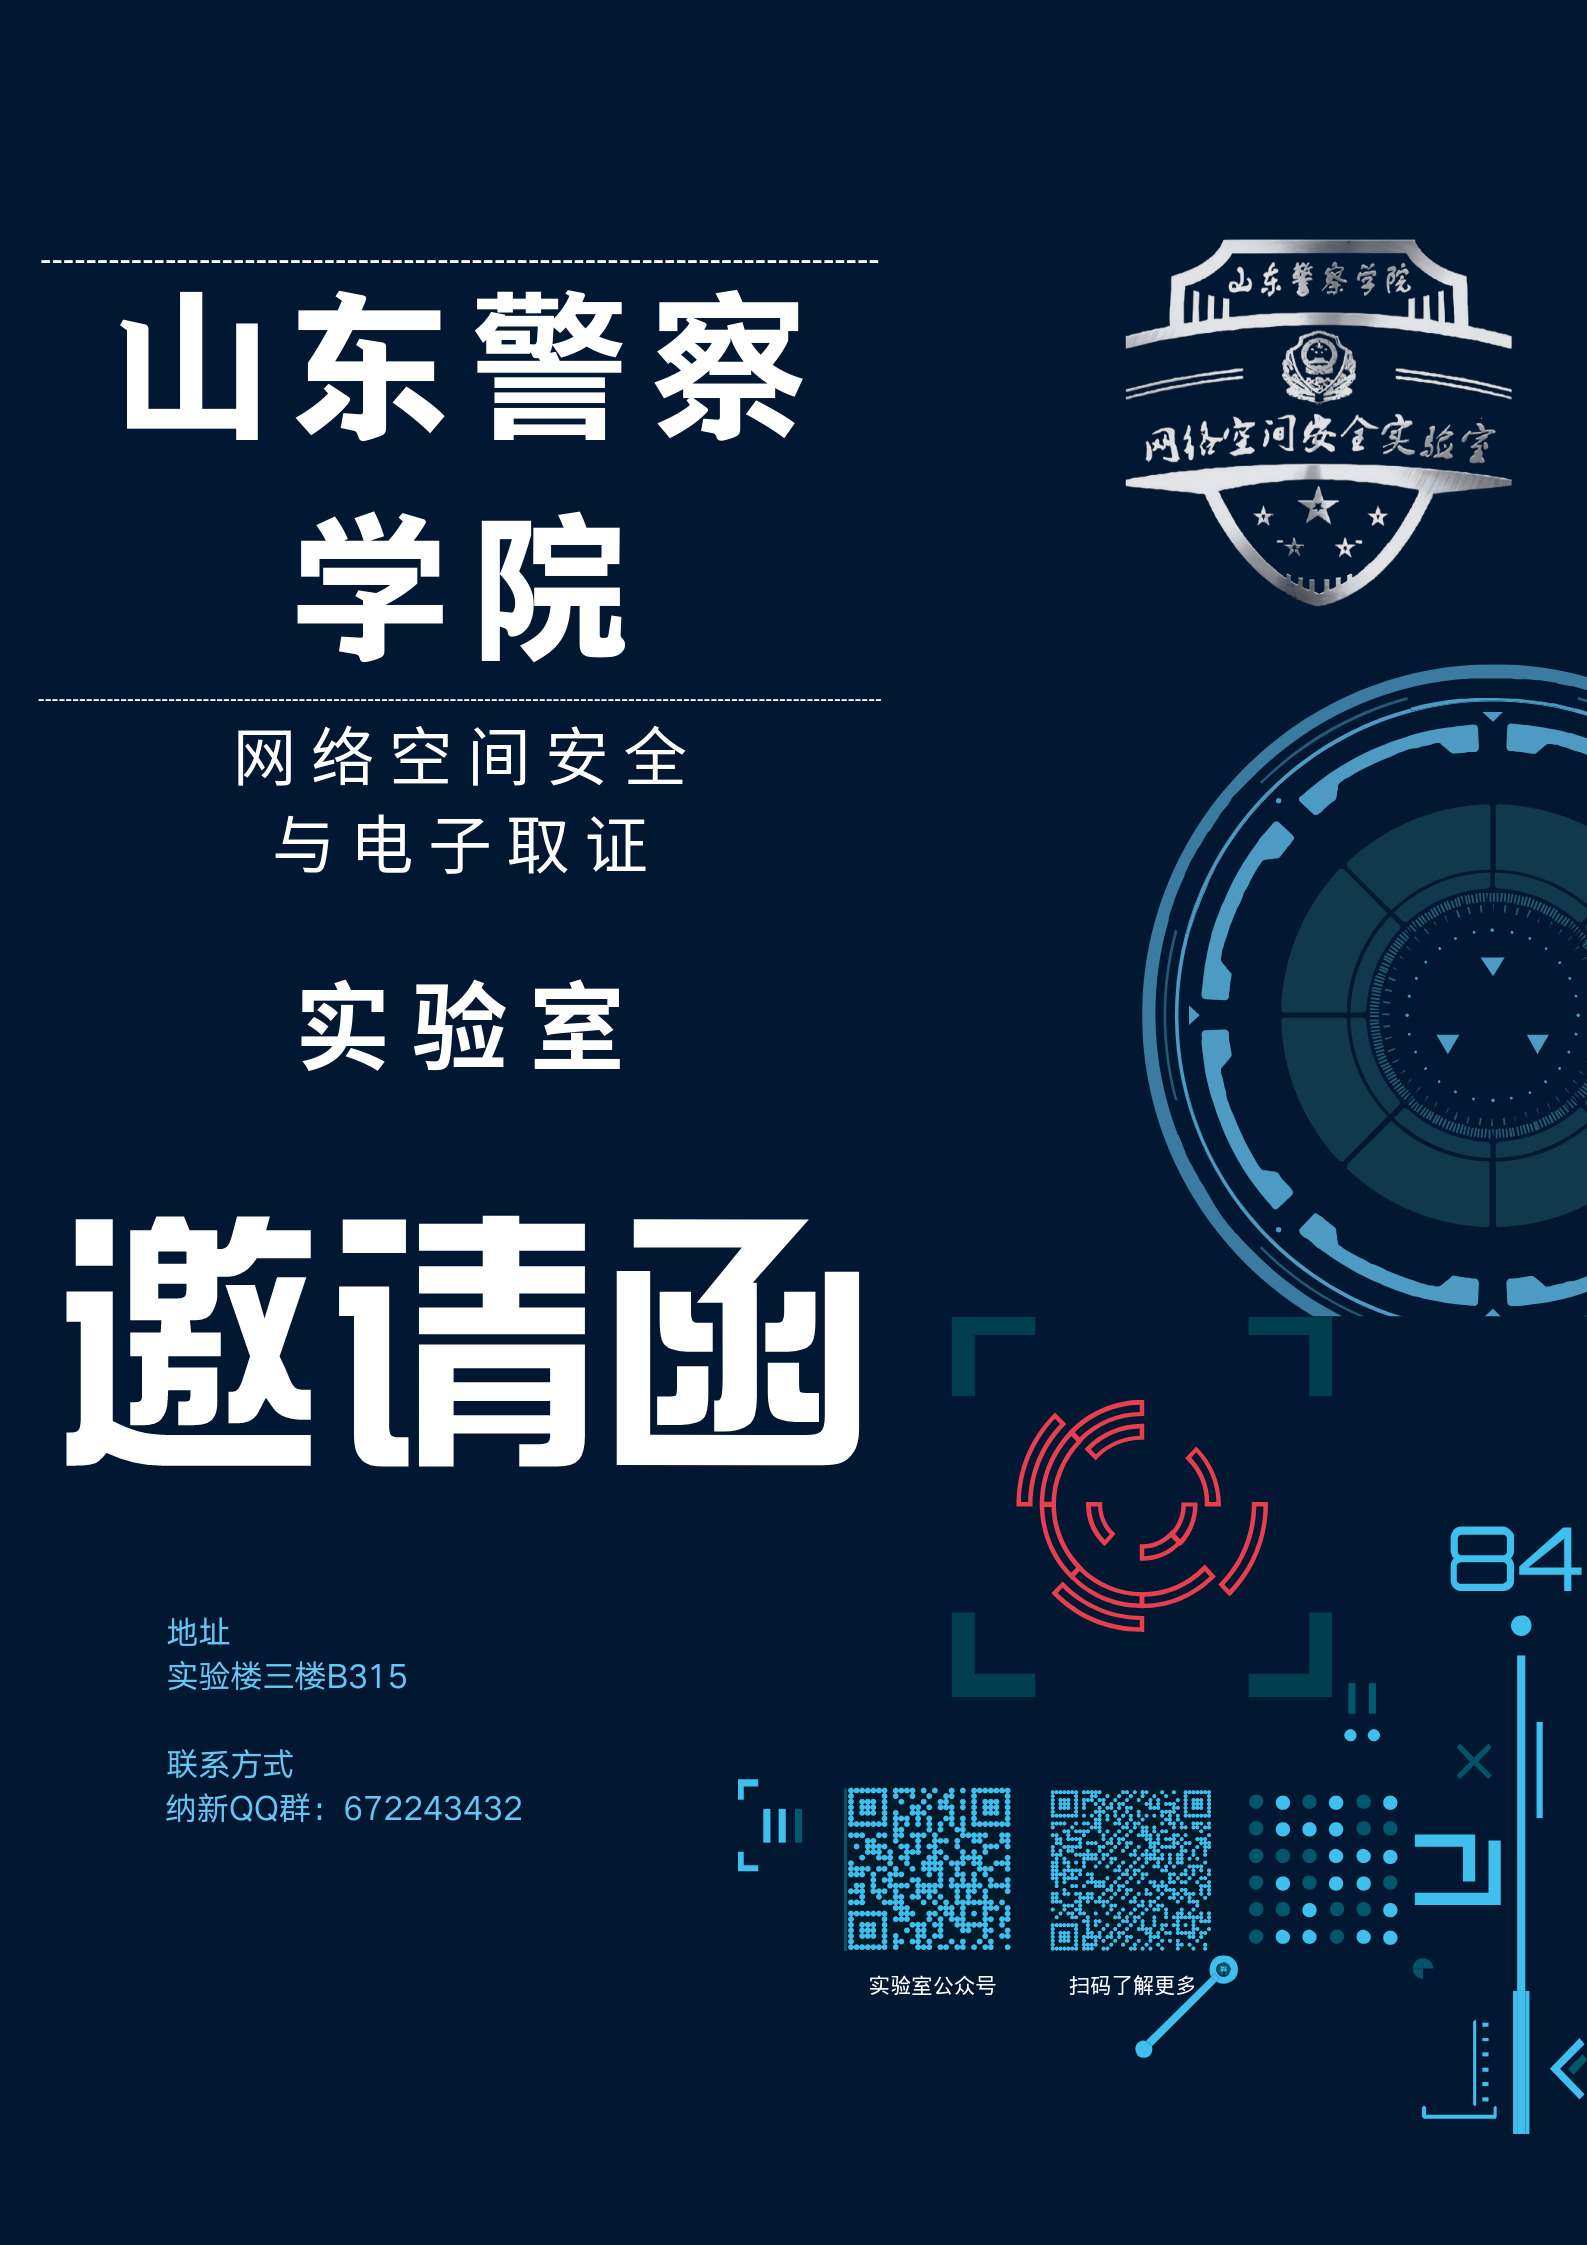 山东警察
学院
网络空间安全
与电子取证
实验室
邀请函
山东警察学院
网络空间安全实验室
84
地址
实验楼三楼B315
联系方式
纳新QQ群：672243432
实验室公众号
扫码了解更多